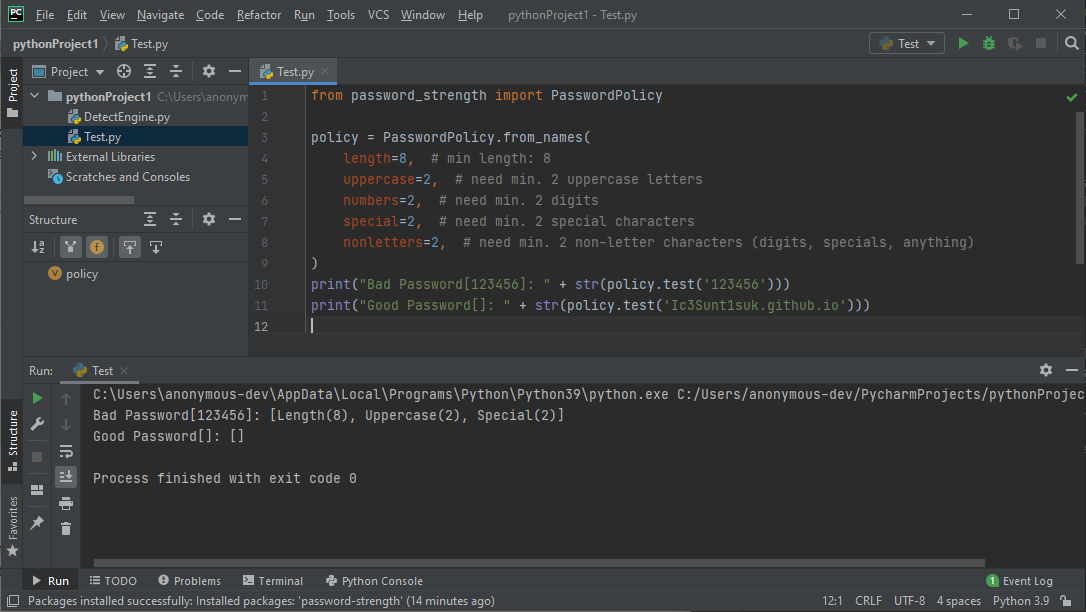 PC File Edit View Navigate Code Refactor Run Tools VCS Window Help pythonProject1 - Test.py
pythonProject1 Test.py Test
Project
Project
Test.py
pythonProject1 C:\Users\anonym
DetectEngine.py
Test.py
External Libraries
Scratches and Consoles
Structure
policy
1 from password_strength import PasswordPolicy
2
3 policy = PasswordPolicy.from_names(
4 length=8,  # min length: 8
5 uppercase=2,  # need min. 2 uppercase letters
6 numbers=2,  # need min. 2 digits
7 special=2,  # need min. 2 special characters
8 nonletters=2,  # need min. 2 non-letter characters (digits, specials, anything)
9 )
10 print("Bad Password[123456]: " + str(policy.test('123456')))
11 print("Good Password[]: " + str(policy.test('Ic3Sunt1suk.github.io')))
12
Run: Test
C:\Users\anonymous-dev\AppData\Local\Programs\Python\Python39\python.exe C:/Users/anonymous-dev/PycharmProjects/pythonProjec
Bad Password[123456]: [Length(8), Uppercase(2), Special(2)]
Good Password[]: []
Process finished with exit code 0
Structure
Favorites
Run TODO Problems Terminal Python Console 1 Event Log
Packages installed successfully: Installed packages: 'password-strength' (14 minutes ago) 12:1 CRLF UTF-8 4 spaces Python 3.9